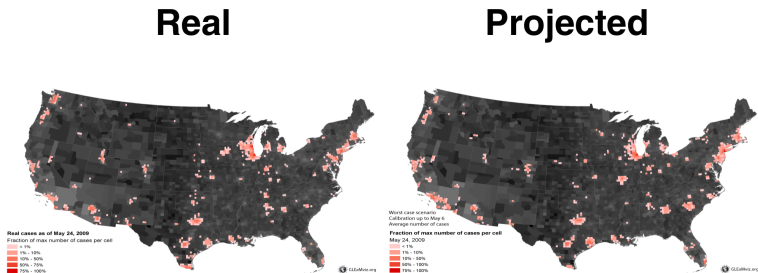 Real
Projected
Real cases as of May 24, 2009
Fraction of max number of cases per cell
< 1%
1% - 10%
10% - 50%
50% - 75%
75% - 100%
GLEaMviz.org
Worst case scenario
Calibration up to May 6
Average number of cases
Fraction of max number of cases per cell
May 24, 2009
< 1%
1% - 10%
10% - 50%
50% - 100%
75% - 100%
GLEaMviz.org